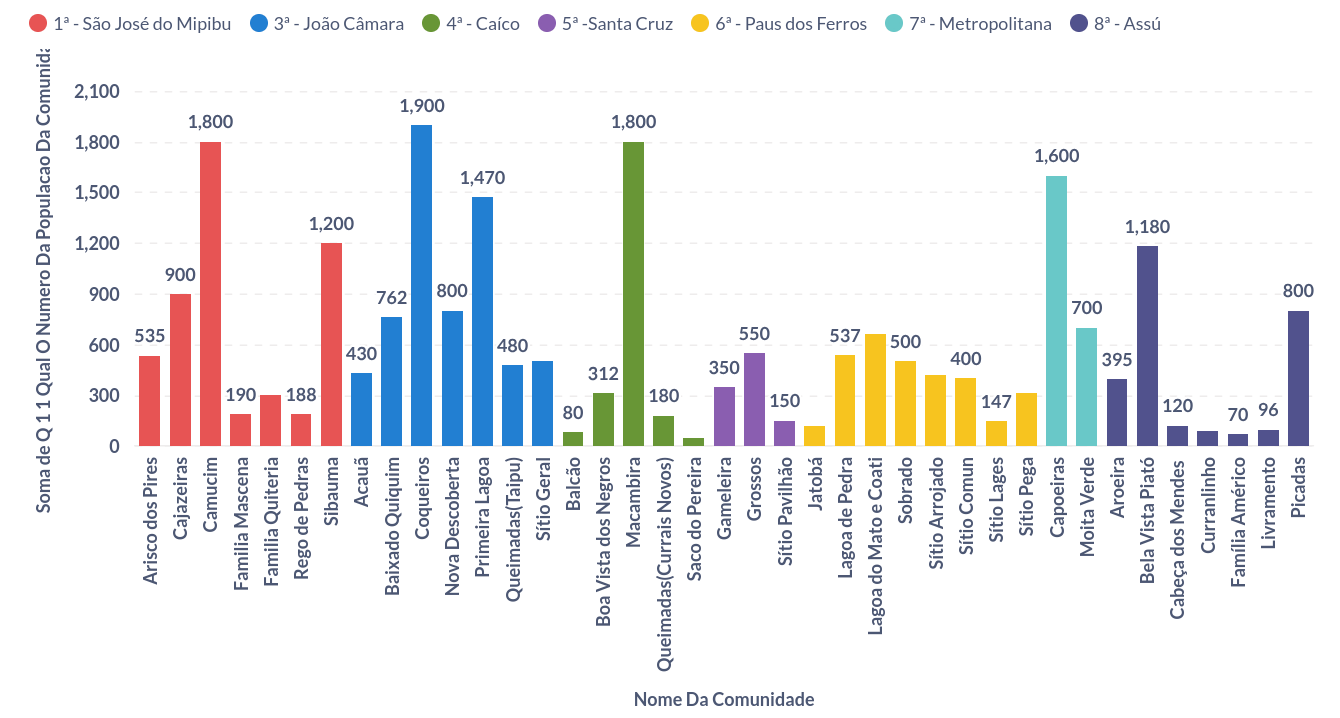 1ª - São José do Mipibu 3ª - João Câmara 4ª - Caíco 5ª -Santa Cruz 6ª - Paus dos Ferros 7ª - Metropolitana 8ª - Assú
Soma de Q 1 1 Qual O Numero Da Populacao Da Comunida
2,100
1,800
1,500
1,200
900
600
300
0
535
900
1,800
190
188
1,200
430
762
1,900
800
1,470
480
80
312
1,800
180
350
550
150
537
500
400
147
1,600
700
395
1,180
120
70
96
800
Arisco dos Pires
Cajazeiras
Camucim
Família Mascena
Familia Quiteria
Rego de Pedras
Sibauma
Acauã
Baixado Quiquim
Coqueiros
Nova Descoberta
Primeira Lagoa
Queimadas(Taipu)
Sítio Geral
Balcão
Boa Vista dos Negros
Macambira
Queimadas(Currais Novos)
Saco do Pereira
Gameleira
Grossos
Sítio Pavilhão
Jatobá
Lagoa de Pedra
Lagoa do Mato e Coati
Sobrado
Sítio Arrojado
Sítio Comun
Sítio Lages
Sítio Pega
Capoeiras
Moita Verde
Aroeira
Bela Vista Piató
Cabeça dos Mendes
Curranlinho
Família Américo
Livramento
Picadas
Nome Da Comunidade